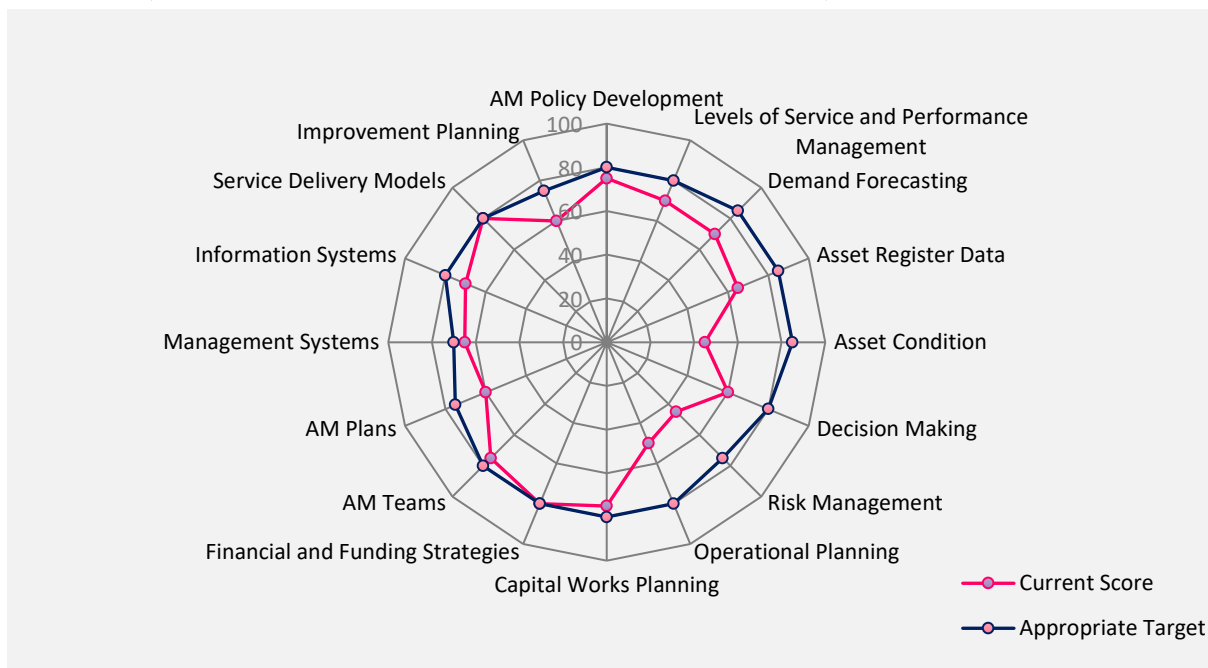 AM Policy Development
Levels of Service and Performance
Management
Demand Forecasting
Asset Register Data
Asset Condition
Decision Making
Risk Management
Operational Planning
Capital Works Planning
Financial and Funding Strategies
AM Teams
AM Plans
Management Systems
Information Systems
Service Delivery Models
Improvement Planning
100
80
60
40
20
0
Current Score
Appropriate Target